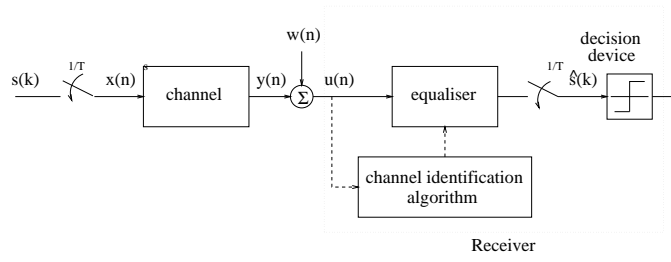 w(n)
decision
device
1/T
s
1/T
s(k)
x(n)
channel
y(n)
Σ
u(n)
equaliser
ŝ(k)
channel identification
algorithm
Receiver